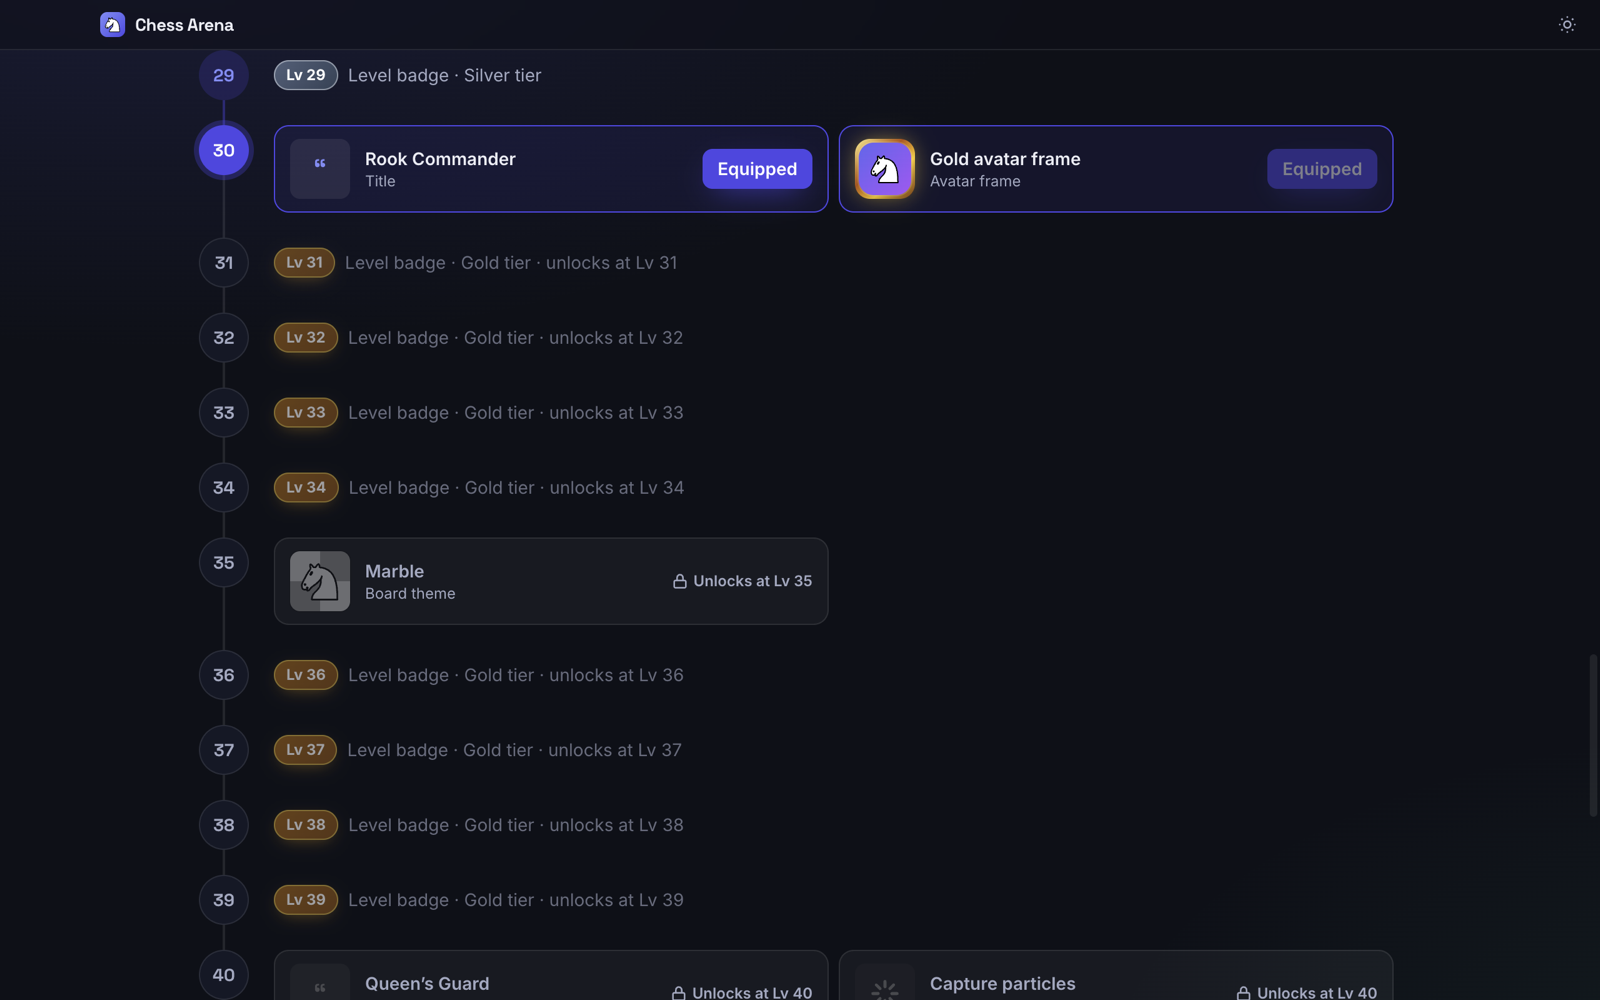 Chess Arena
29
Lv 29 Level badge · Silver tier
30
Rook Commander
Title
Equipped
Gold avatar frame
Avatar frame
Equipped
31
Lv 31 Level badge · Gold tier · unlocks at Lv 31
32
Lv 32 Level badge · Gold tier · unlocks at Lv 32
33
Lv 33 Level badge · Gold tier · unlocks at Lv 33
34
Lv 34 Level badge · Gold tier · unlocks at Lv 34
35
Marble
Board theme
Unlocks at Lv 35
36
Lv 36 Level badge · Gold tier · unlocks at Lv 36
37
Lv 37 Level badge · Gold tier · unlocks at Lv 37
38
Lv 38 Level badge · Gold tier · unlocks at Lv 38
39
Lv 39 Level badge · Gold tier · unlocks at Lv 39
40
“
Queen’s Guard
Unlocks at Lv 40
Capture particles
Unlocks at Lv 40